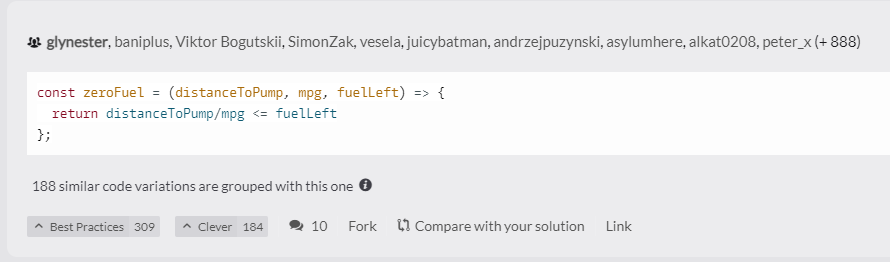 glynester, baniplus, Viktor Bogutskii, SimonZak, vesela, juicybatman, andrzejpuzynski, asylumhere, alkat0208, peter_x (+ 888)
const zeroFuel = (distanceToPump, mpg, fuelLeft) => {
  return distanceToPump/mpg <= fuelLeft
};
188 similar code variations are grouped with this one
Best Practices 309 Clever 184 10 Fork Compare with your solution Link